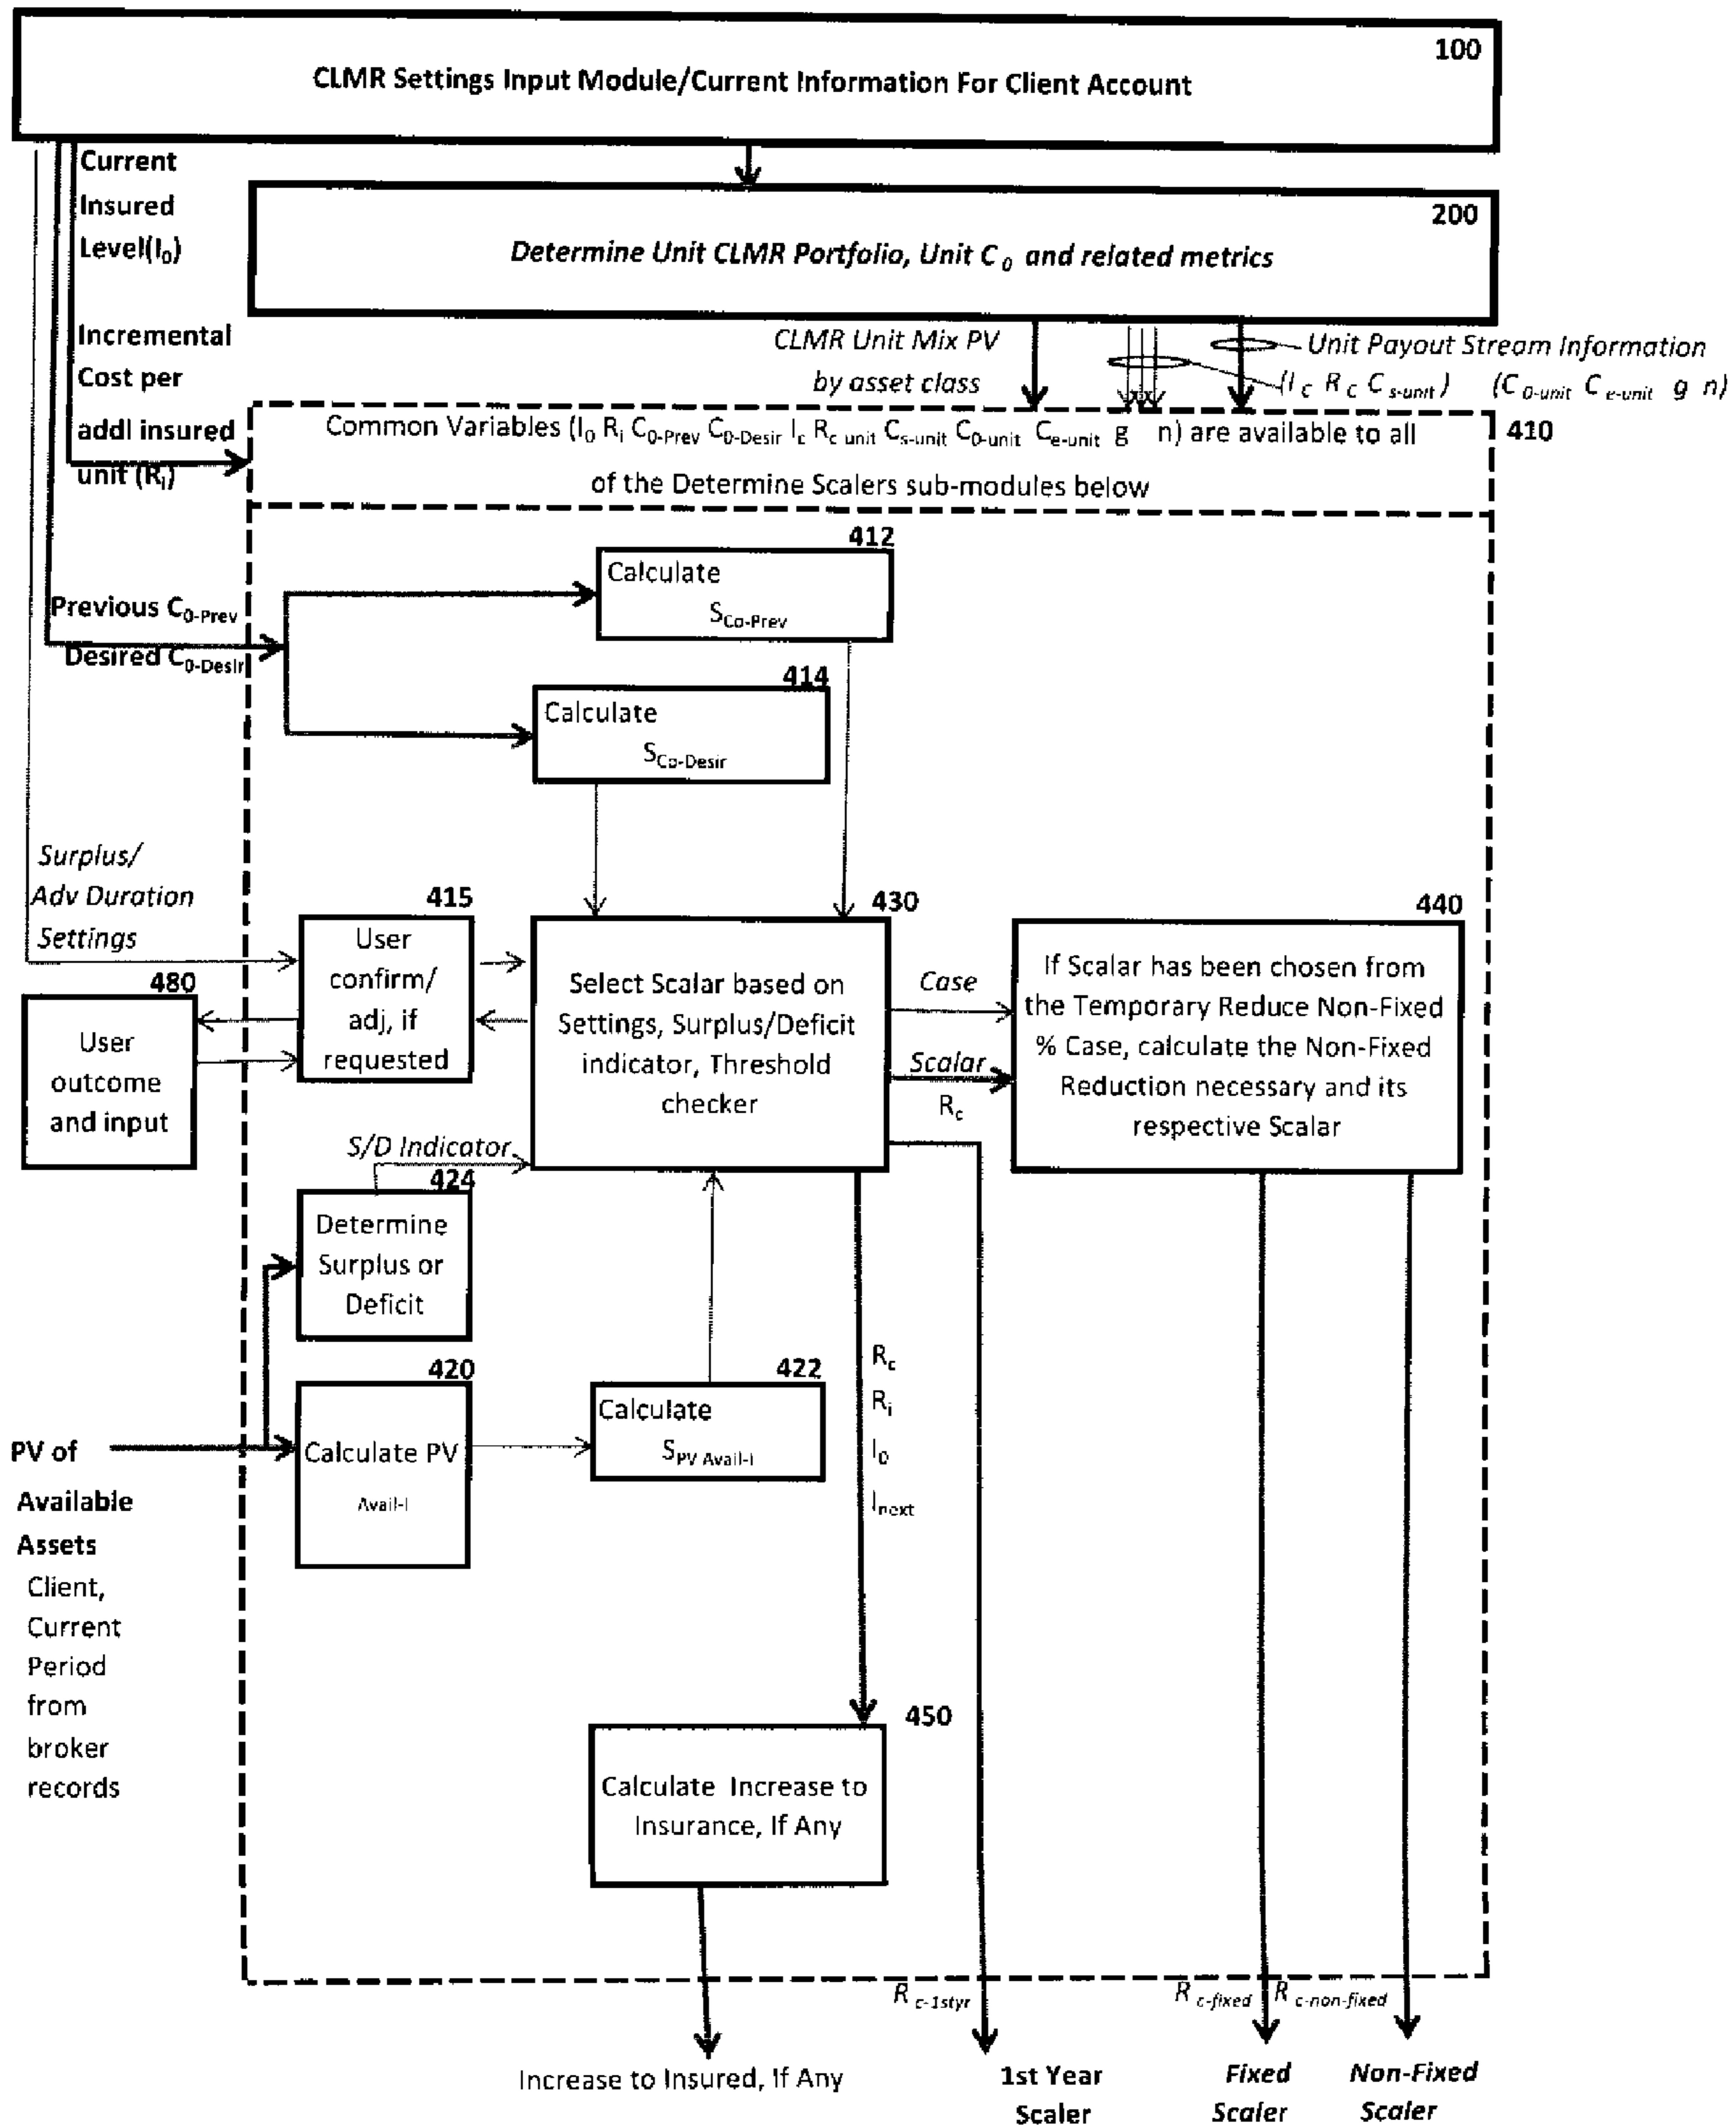 100
CLMR Settings Input Module/Current Information For Client Account
Current
Insured
Level(I₀)
200
Determine Unit CLMR Portfolio, Unit C ₀ and related metrics
Incremental
Cost per
addl insured
unit (Rᵢ)
CLMR Unit Mix PV
by asset class
Unit Payout Stream Information
(I c R c C s-unit ) (C 0-unit C e-unit g n)
Common Variables (I₀ Rᵢ C0-Prev C0-Desir Ic Rc unit Cs-unit C0-unit Ce-unit g n) are available to all
410
of the Determine Scalers sub-modules below
412
Calculate
SCo-Prev
Previous C0-Prev
Desired C0-Desir
414
Calculate
SCo-Desir
Surplus/
Adv Duration
Settings
415
User
confirm/
adj, if
requested
430
Select Scalar based on
Settings, Surplus/Deficit
indicator, Threshold
checker
Case
Scalar
Rc
440
If Scalar has been chosen from
the Temporary Reduce Non-Fixed
% Case, calculate the Non-Fixed
Reduction necessary and its
respective Scalar
480
User
outcome
and input
S/D Indicator
424
Determine
Surplus or
Deficit
420
Calculate PV
Avail-I
422
Calculate
SPV Avail-I
Rc
Ri
I₀
Inext
PV of
Available
Assets
Client,
Current
Period
from
broker
records
450
Calculate Increase to
Insurance, If Any
R c-1styr
R c-fixed
R c-non-fixed
Increase to Insured, If Any
1st Year
Scaler
Fixed
Scaler
Non-Fixed
Scaler